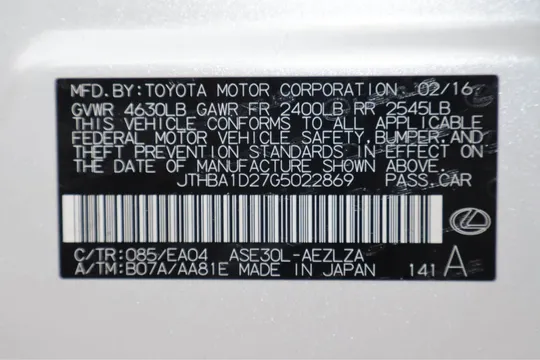 MFD. BY: TOYOTA MOTOR CORPORATION 02/16
GVWR 4630LB GAWR FR 2400LB RR 2545LB
THIS VEHICLE CONFORMS TO ALL APPLICABLE
FEDERAL MOTOR VEHICLE SAFETY, BUMPER AND
THEFT PREVENTION STANDARDS IN EFFECT ON
THE DATE OF MANUFACTURE SHOWN ABOVE.
JTHBA1D27G5022869 PASS.CAR
C/TR: 085/EA04 ASE30L-AEZLZA
A/TM: B07A/AA81E MADE IN JAPAN 141 A